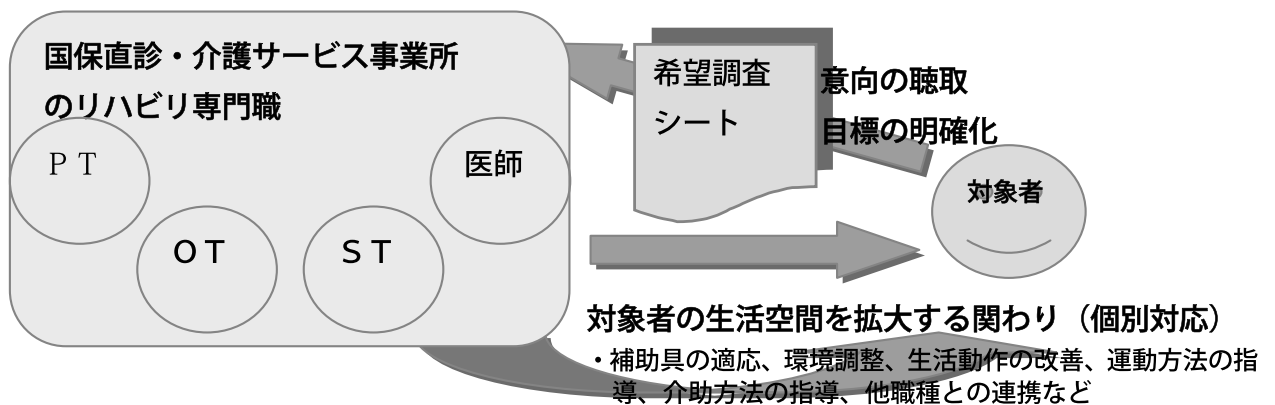 国保直診・介護サービス事業所
のリハビリ専門職
ＰＴ
ＯＴ
ＳＴ
医師
希望調査
シート
意向の聴取
目標の明確化
対象者
対象者の生活空間を拡大する関わり（個別対応）
・補助具の適応、環境調整、生活動作の改善、運動方法の指
導、介助方法の指導、他職種との連携など